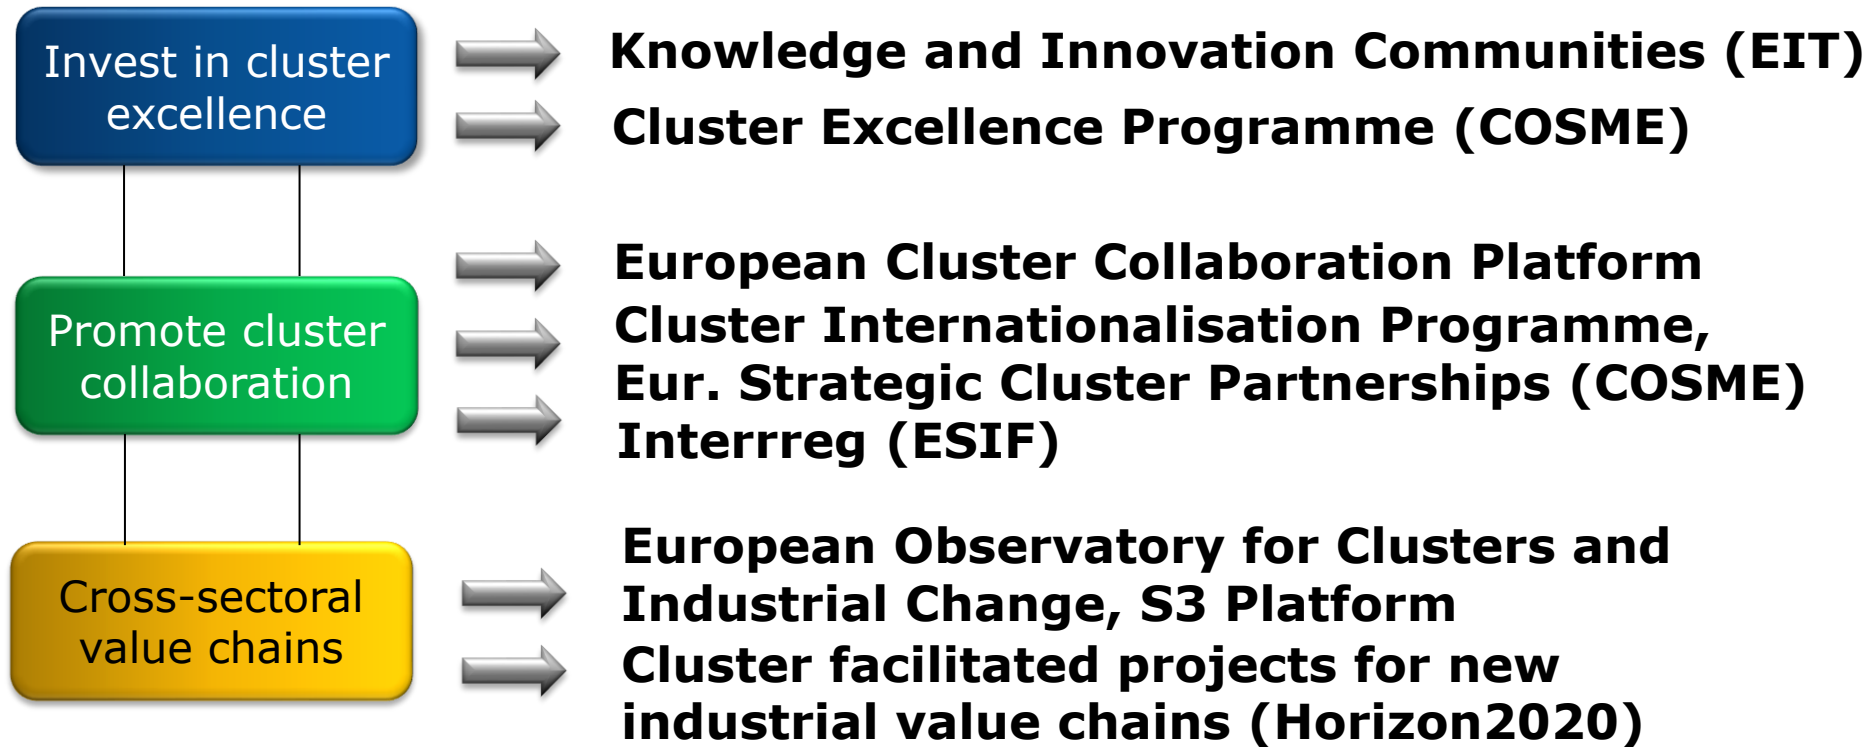 Invest in cluster
excellence
Knowledge and Innovation Communities (EIT)
Cluster Excellence Programme (COSME)
Promote cluster
collaboration
European Cluster Collaboration Platform
Cluster Internationalisation Programme,
Eur. Strategic Cluster Partnerships (COSME)
Interrreg (ESIF)
Cross-sectoral
value chains
European Observatory for Clusters and
Industrial Change, S3 Platform
Cluster facilitated projects for new
industrial value chains (Horizon2020)